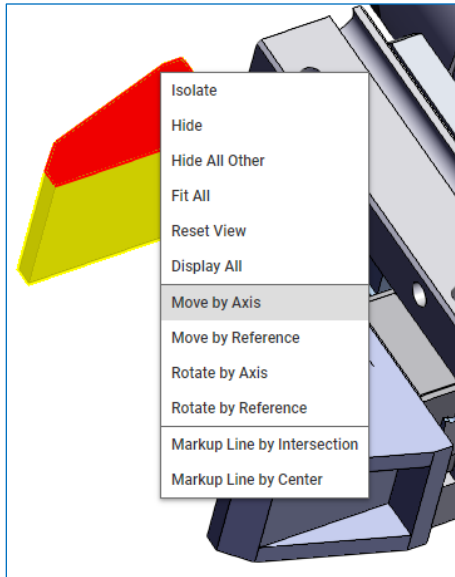 Isolate
Hide
Hide All Other
Fit All
Reset View
Display All
Move by Axis
Move by Reference
Rotate by Axis
Rotate by Reference
Markup Line by Intersection
Markup Line by Center